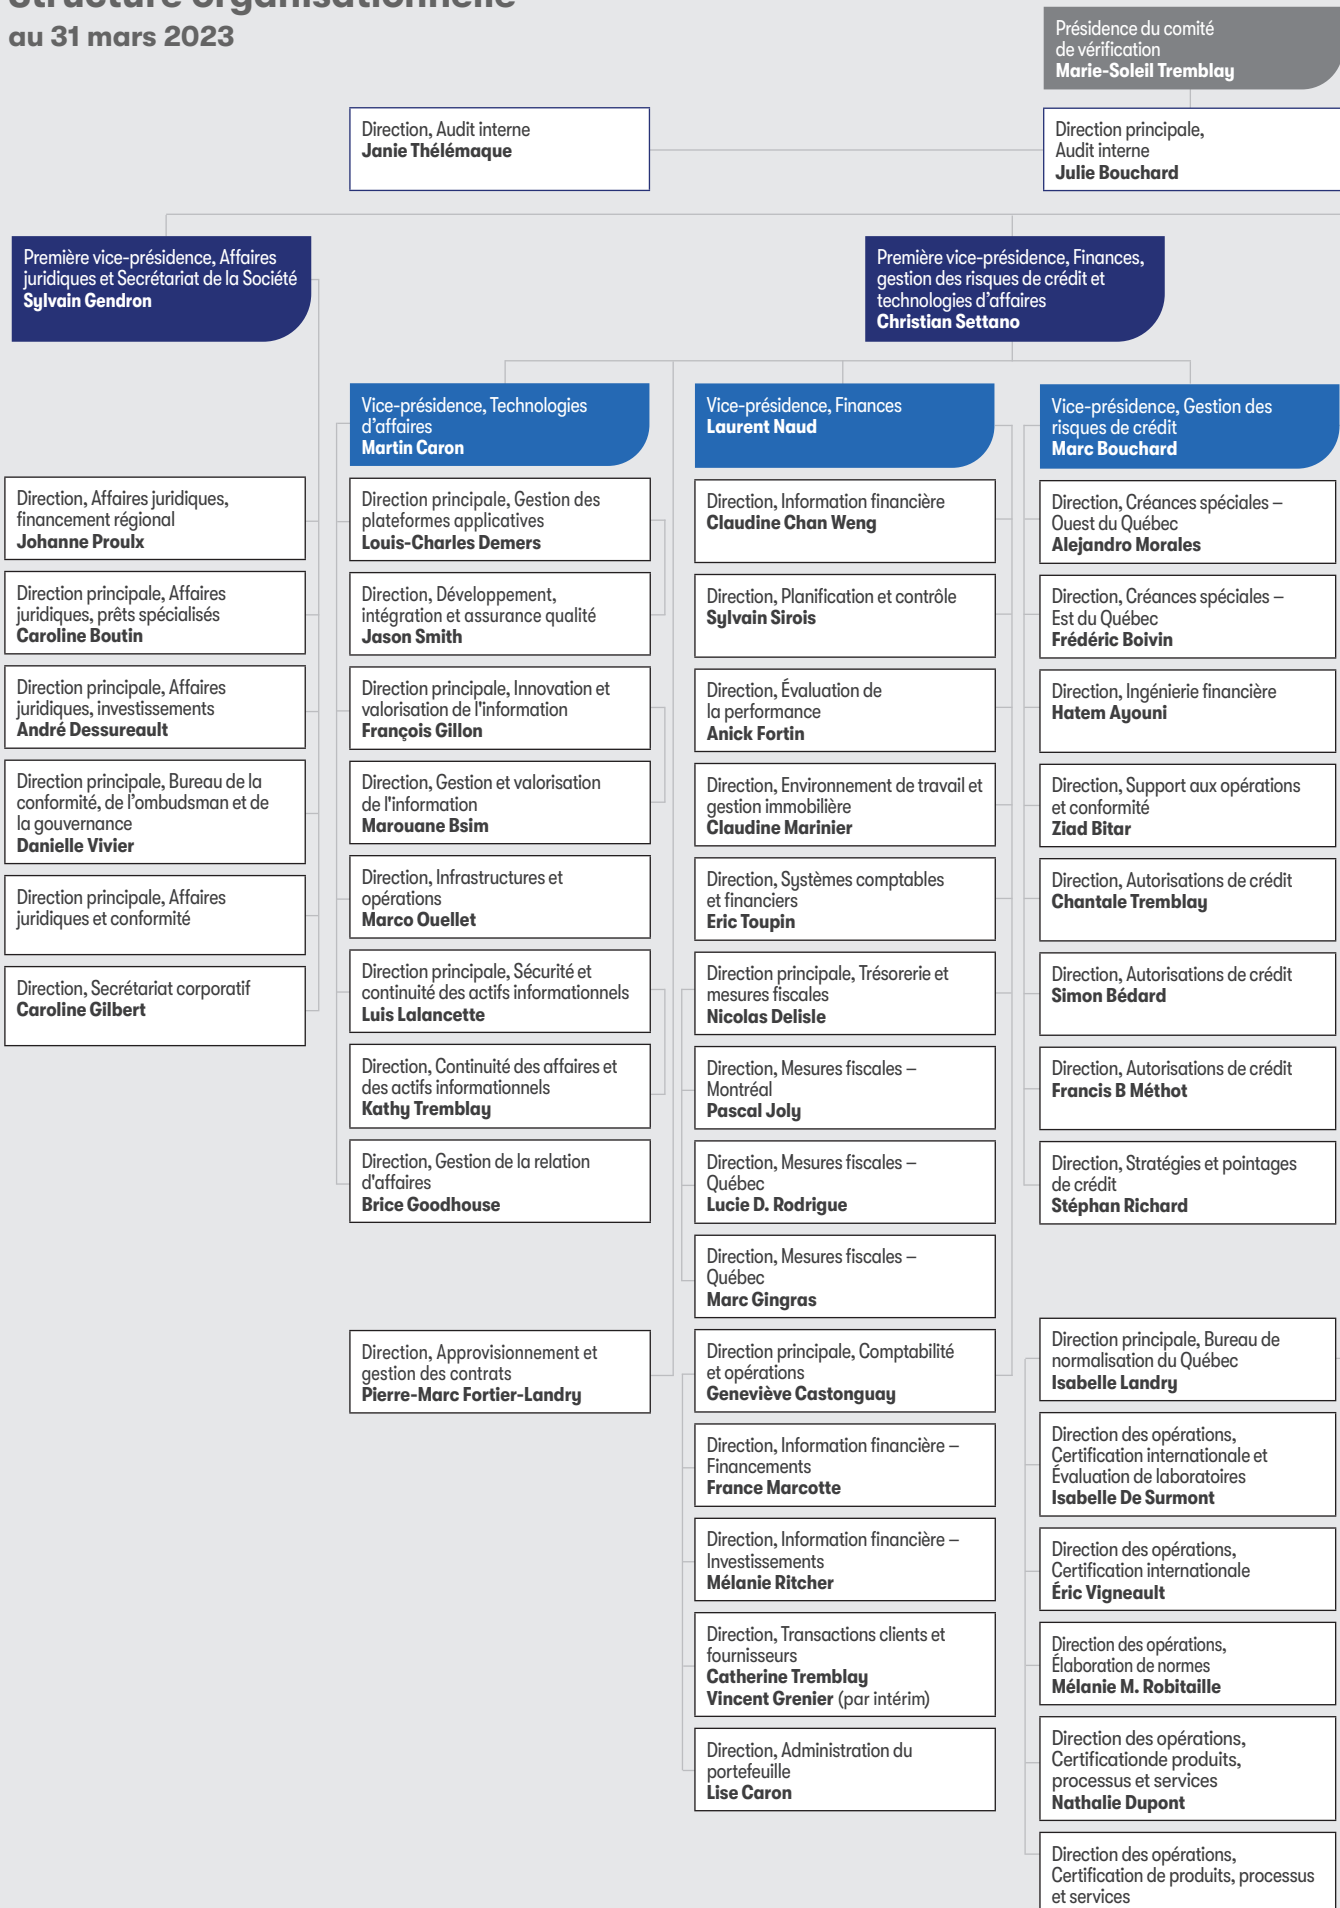 Structure organisationnelle
au 31 mars 2023
Présidence du comité
de vérification
Marie-Soleil Tremblay
Direction, Audit interne
Janie Thélémaque
Direction principale,
Audit interne
Julie Bouchard
Première vice-présidence, Affaires
juridiques et Secrétariat de la Société
Sylvain Gendron
Première vice-présidence, Finances,
gestion des risques de crédit et
technologies d'affaires
Christian Settano
Direction, Affaires juridiques,
financement régional
Johanne Proulx
Direction principale, Affaires
juridiques, prêts spécialisés
Caroline Boutin
Direction principale, Affaires
juridiques, investissements
André Dessureault
Direction principale, Bureau de la
conformité, de l'ombudsman et de
la gouvernance
Danielle Vivier
Direction principale, Affaires
juridiques et conformité
Direction, Secrétariat corporatif
Caroline Gilbert
Vice-présidence, Technologies
d'affaires
Martin Caron
Direction principale, Gestion des
plateformes applicatives
Louis-Charles Demers
Direction, Développement,
intégration et assurance qualité
Jason Smith
Direction principale, Innovation et
valorisation de l'information
François Gillon
Direction, Gestion et valorisation
de l'information
Marouane Bsim
Direction, Infrastructures et
opérations
Marco Ouellet
Direction principale, Sécurité et
continuité des actifs informationnels
Luis Lalancette
Direction, Continuité des affaires et
des actifs informationnels
Kathy Tremblay
Direction, Gestion de la relation
d'affaires
Brice Goodhouse
Direction, Approvisionnement et
gestion des contrats
Pierre-Marc Fortier-Landry
Vice-présidence, Finances
Laurent Naud
Direction, Information financière
Claudine Chan Weng
Direction, Planification et contrôle
Sylvain Sirois
Direction, Évaluation de
la performance
Anick Fortin
Direction, Environnement de travail et
gestion immobilière
Claudine Marinier
Direction, Systèmes comptables
et financiers
Eric Toupin
Direction principale, Trésorerie et
mesures fiscales
Nicolas Delisle
Direction, Mesures fiscales –
Montréal
Pascal Joly
Direction, Mesures fiscales –
Québec
Lucie D. Rodrigue
Direction, Mesures fiscales –
Québec
Marc Gingras
Direction principale, Comptabilité
et opérations
Geneviève Castonguay
Direction, Information financière –
Financements
France Marcotte
Direction, Information financière –
Investissements
Mélanie Ritcher
Direction, Transactions clients et
fournisseurs
Catherine Tremblay
Vincent Grenier (par intérim)
Direction, Administration du
portefeuille
Lise Caron
Vice-présidence, Gestion des
risques de crédit
Marc Bouchard
Direction, Créances spéciales –
Ouest du Québec
Alejandro Morales
Direction, Créances spéciales –
Est du Québec
Frédéric Boivin
Direction, Ingénierie financière
Hatem Ayouni
Direction, Support aux opérations
et conformité
Ziad Bitar
Direction, Autorisations de crédit
Chantale Tremblay
Direction, Autorisations de crédit
Simon Bédard
Direction, Autorisations de crédit
Francis B Méthot
Direction, Stratégies et pointages
de crédit
Stéphan Richard
Direction principale, Bureau de
normalisation du Québec
Isabelle Landry
Direction des opérations,
Certification internationale et
Évaluation de laboratoires
Isabelle De Surmont
Direction des opérations,
Certification internationale
Éric Vigneault
Direction des opérations,
Élaboration de normes
Mélanie M. Robitaille
Direction des opérations,
Certificationde produits,
processus et services
Nathalie Dupont
Direction des opérations,
Certification de produits, processus
et services